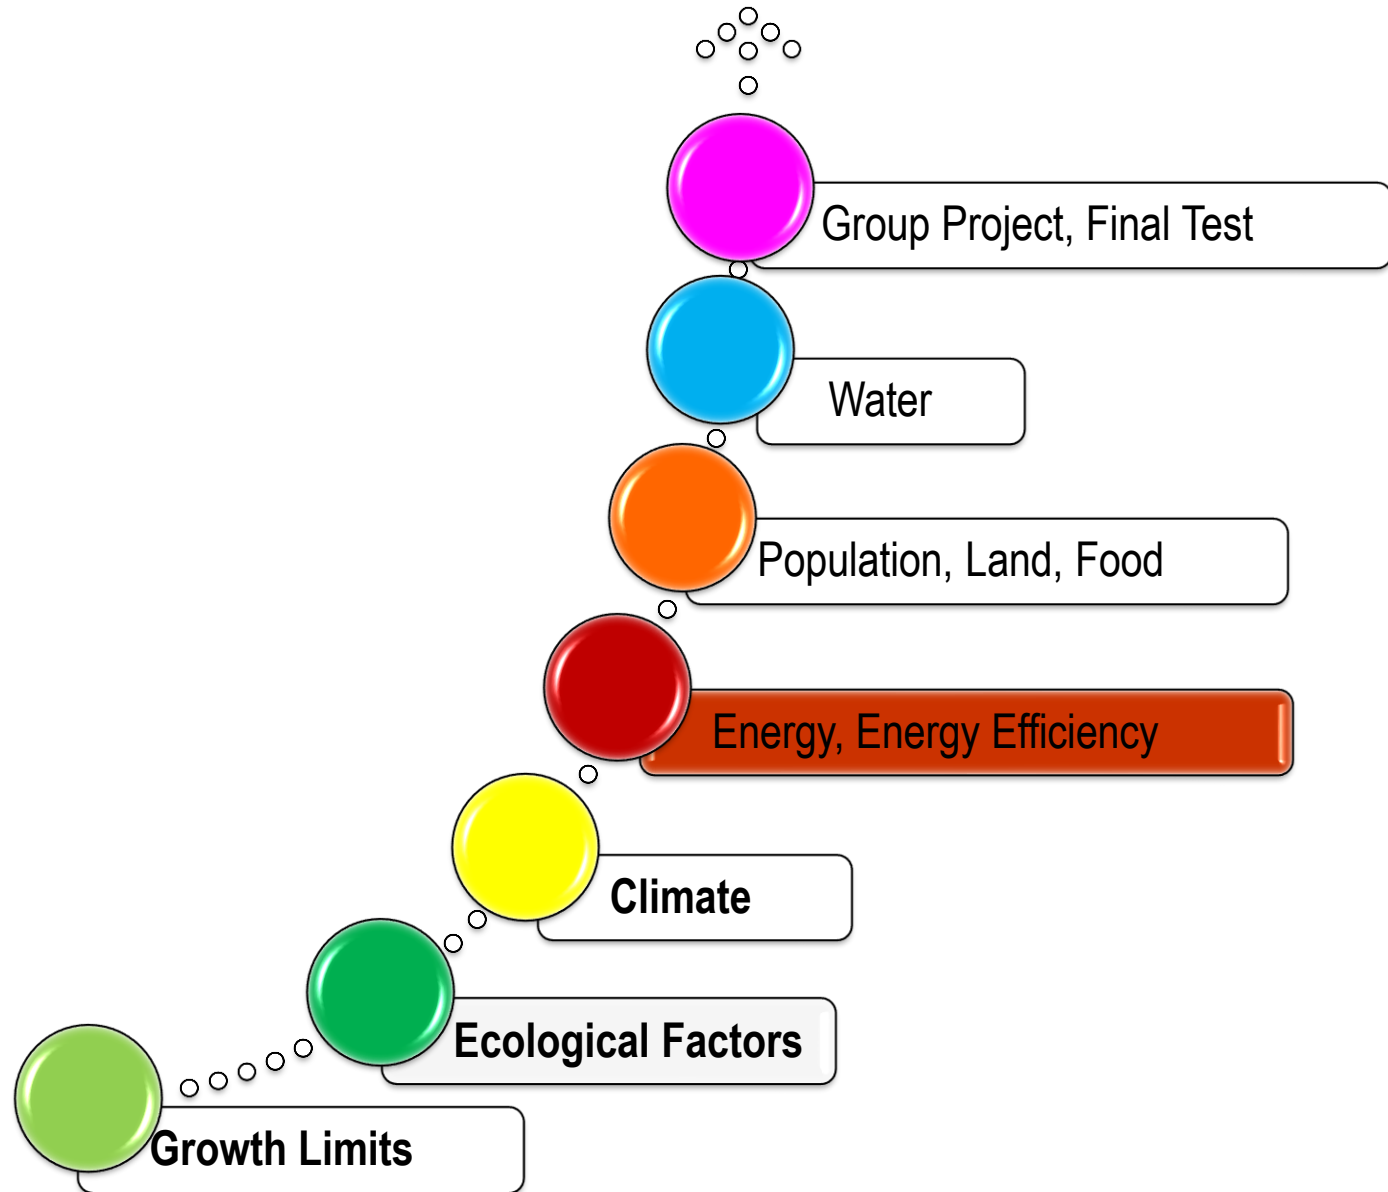 Group Project, Final Test
Water
Population, Land, Food
Energy, Energy Efficiency
Climate
Ecological Factors
Growth Limits